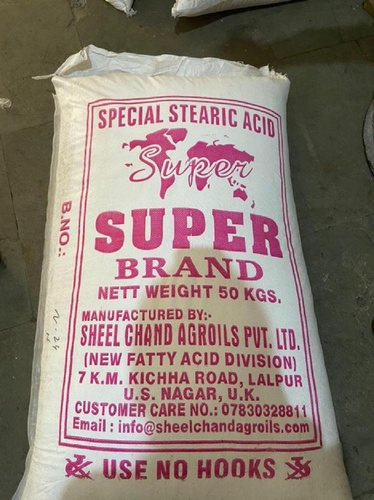 SPECIAL STEARIC ACID
Super
SUPER
BRAND
NETT WEIGHT 50 KGS.
MANUFACTURED BY:-
SHEEL CHAND AGROILS PVT. LTD.
(NEW FATTY ACID DIVISION)
7 K.M. KICHHA ROAD, LALPUR
U.S. NAGAR, U.K.
CUSTOMER CARE NO.: 07830328811
Email : info@sheelchandagroils.com
USE NO HOOKS
B.NO.: